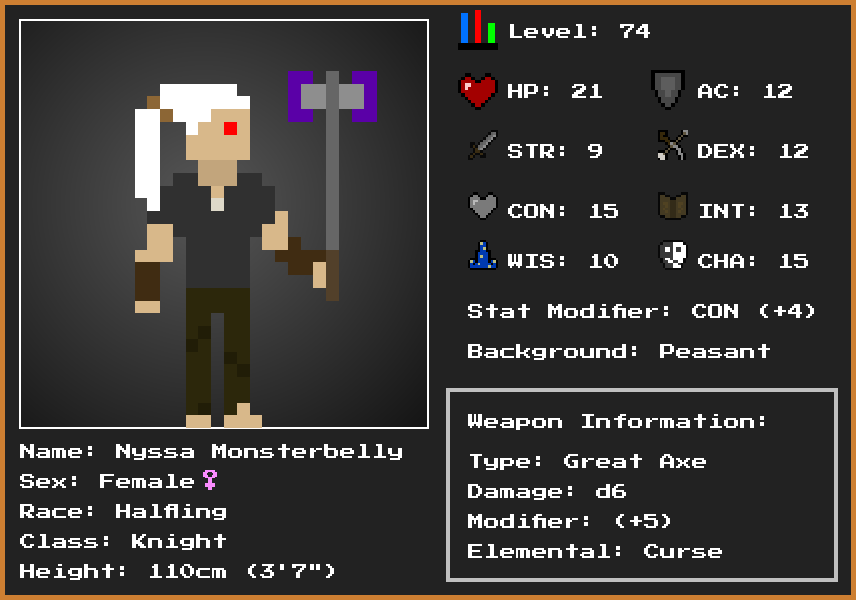 Level: 74
HP: 21
AC: 12
STR: 9
DEX: 12
CON: 15
INT: 13
WIS: 10
CHA: 15
Stat Modifier: CON (+4)
Background: Peasant
Weapon Information:
Type: Great Axe
Damage: d6
Modifier: (+5)
Elemental: Curse
Name: Nyssa Monsterbelly
Sex: Female♀
Race: Halfling
Class: Knight
Height: 110cm (3'7")